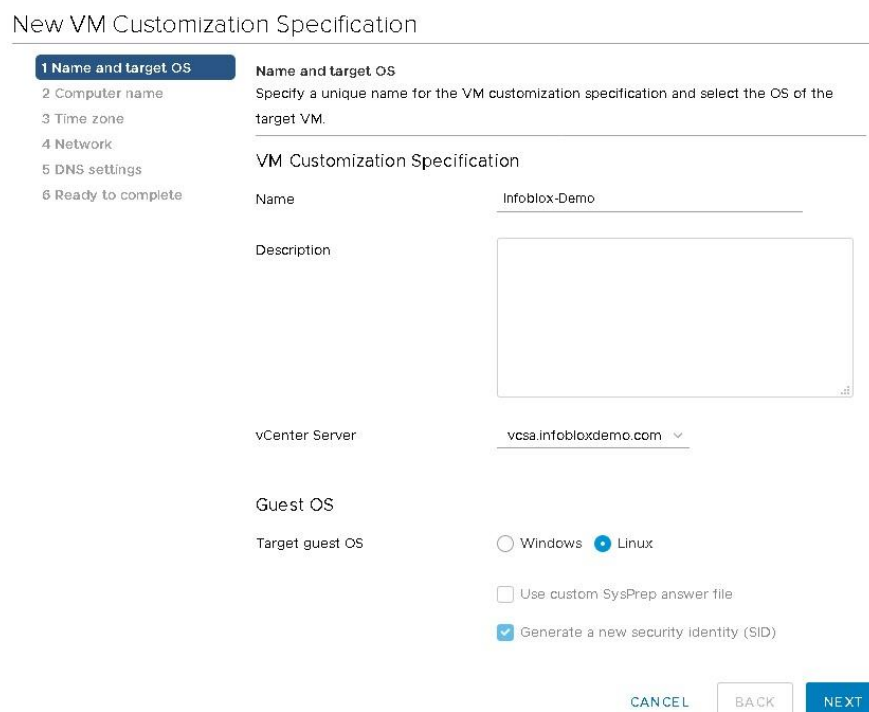 New VM Customization Specification
1 Name and target OS
2 Computer name
3 Time zone
4 Network
5 DNS settings
6 Ready to complete
Name and target OS
Specify a unique name for the VM customization specification and select the OS of the
target VM.
VM Customization Specification
Name
Infoblox-Demo
Description
vCenter Server
vcsa.infobloxdemo.com
Guest OS
Target guest OS
Windows
Linux
Use custom SysPrep answer file
Generate a new security identity (SID)
CANCEL
BACK
NEXT